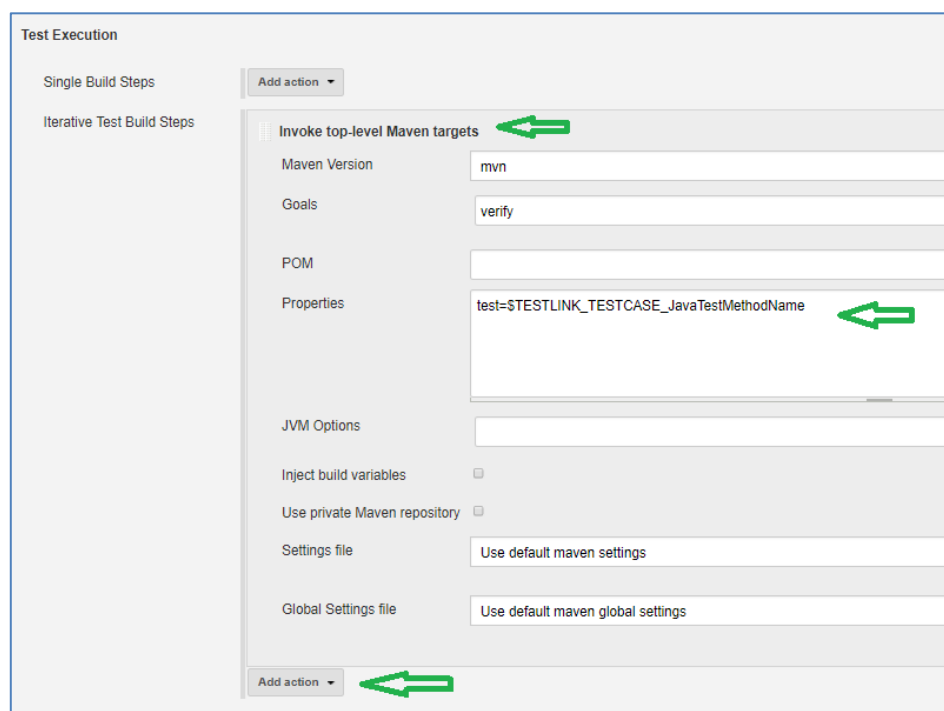 Test Execution
Single Build Steps
Add action
Iterative Test Build Steps
Invoke top-level Maven targets
Maven Version
mvn
Goals
verify
POM
Properties
test=$TESTLINK_TESTCASE_JavaTestMethodName
JVM Options
Inject build variables
Use private Maven repository
Settings file
Use default maven settings
Global Settings file
Use default maven global settings
Add action